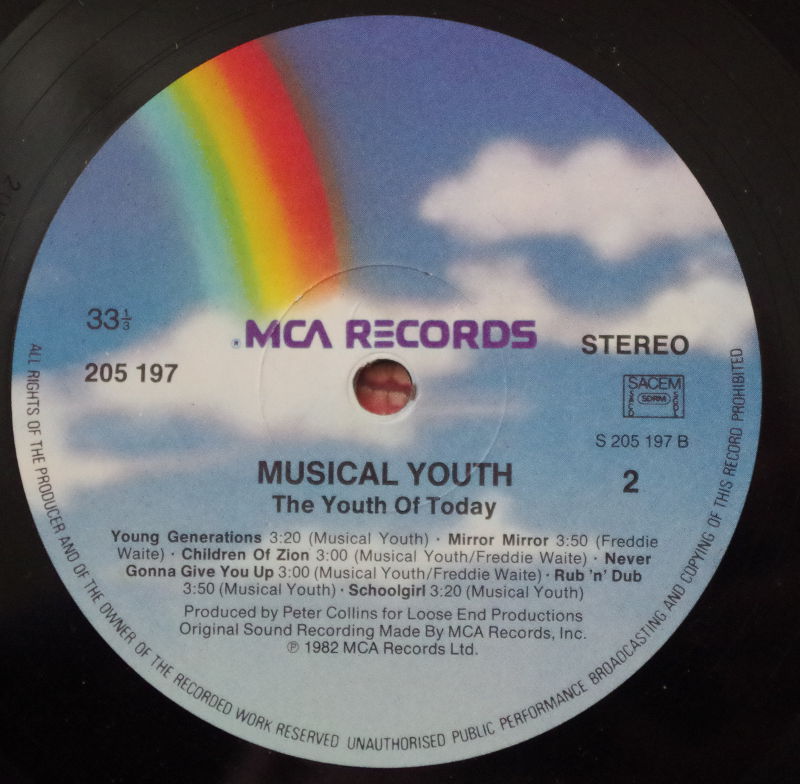 33 1/3
® MCA RECORDS
STEREO
205 197
SACEM
SDRM
S 205 197 B
2
MUSICAL YOUTH
The Youth Of Today
Young Generations 3:20 (Musical Youth) · Mirror Mirror 3:50 (Freddie
Waite) · Children Of Zion 3:00 (Musical Youth/Freddie Waite) · Never
Gonna Give You Up 3:00 (Musical Youth/Freddie Waite) · Rub 'n' Dub
3:50 (Musical Youth) · Schoolgirl 3:20 (Musical Youth)
Produced by Peter Collins for Loose End Productions
Original Sound Recording Made By MCA Records, Inc.
℗ 1982 MCA Records Ltd.
ALL RIGHTS OF THE PRODUCER AND OF THE OWNER OF THE RECORDED WORK RESERVED UNAUTHORISED PUBLIC PERFORMANCE BROADCASTING AND COPYING OF THIS RECORD PROHIBITED